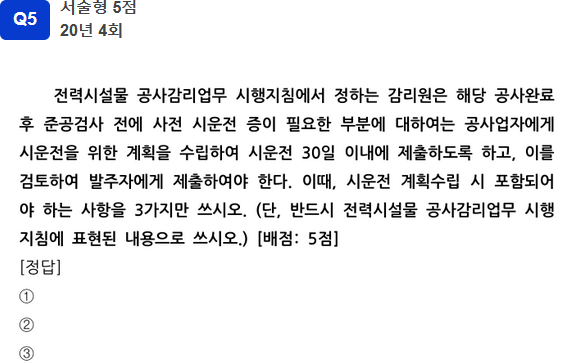 Q5
서술형 5점
20년 4회
전력시설물 공사감리업무 시행지침에서 정하는 감리원은 해당 공사완료
후 준공검사 전에 사전 시운전 증이 필요한 부분에 대하여는 공사업자에게
시운전을 위한 계획을 수립하여 시운전 30일 이내에 제출하도록 하고, 이를
검토하여 발주자에게 제출하여야 한다. 이때, 시운전 계획수립 시 포함되어
야 하는 사항을 3가지만 쓰시오. (단, 반드시 전력시설물 공사감리업무 시행
지침에 표현된 내용으로 쓰시오.) [배점: 5점]
[정답]
①
②
③